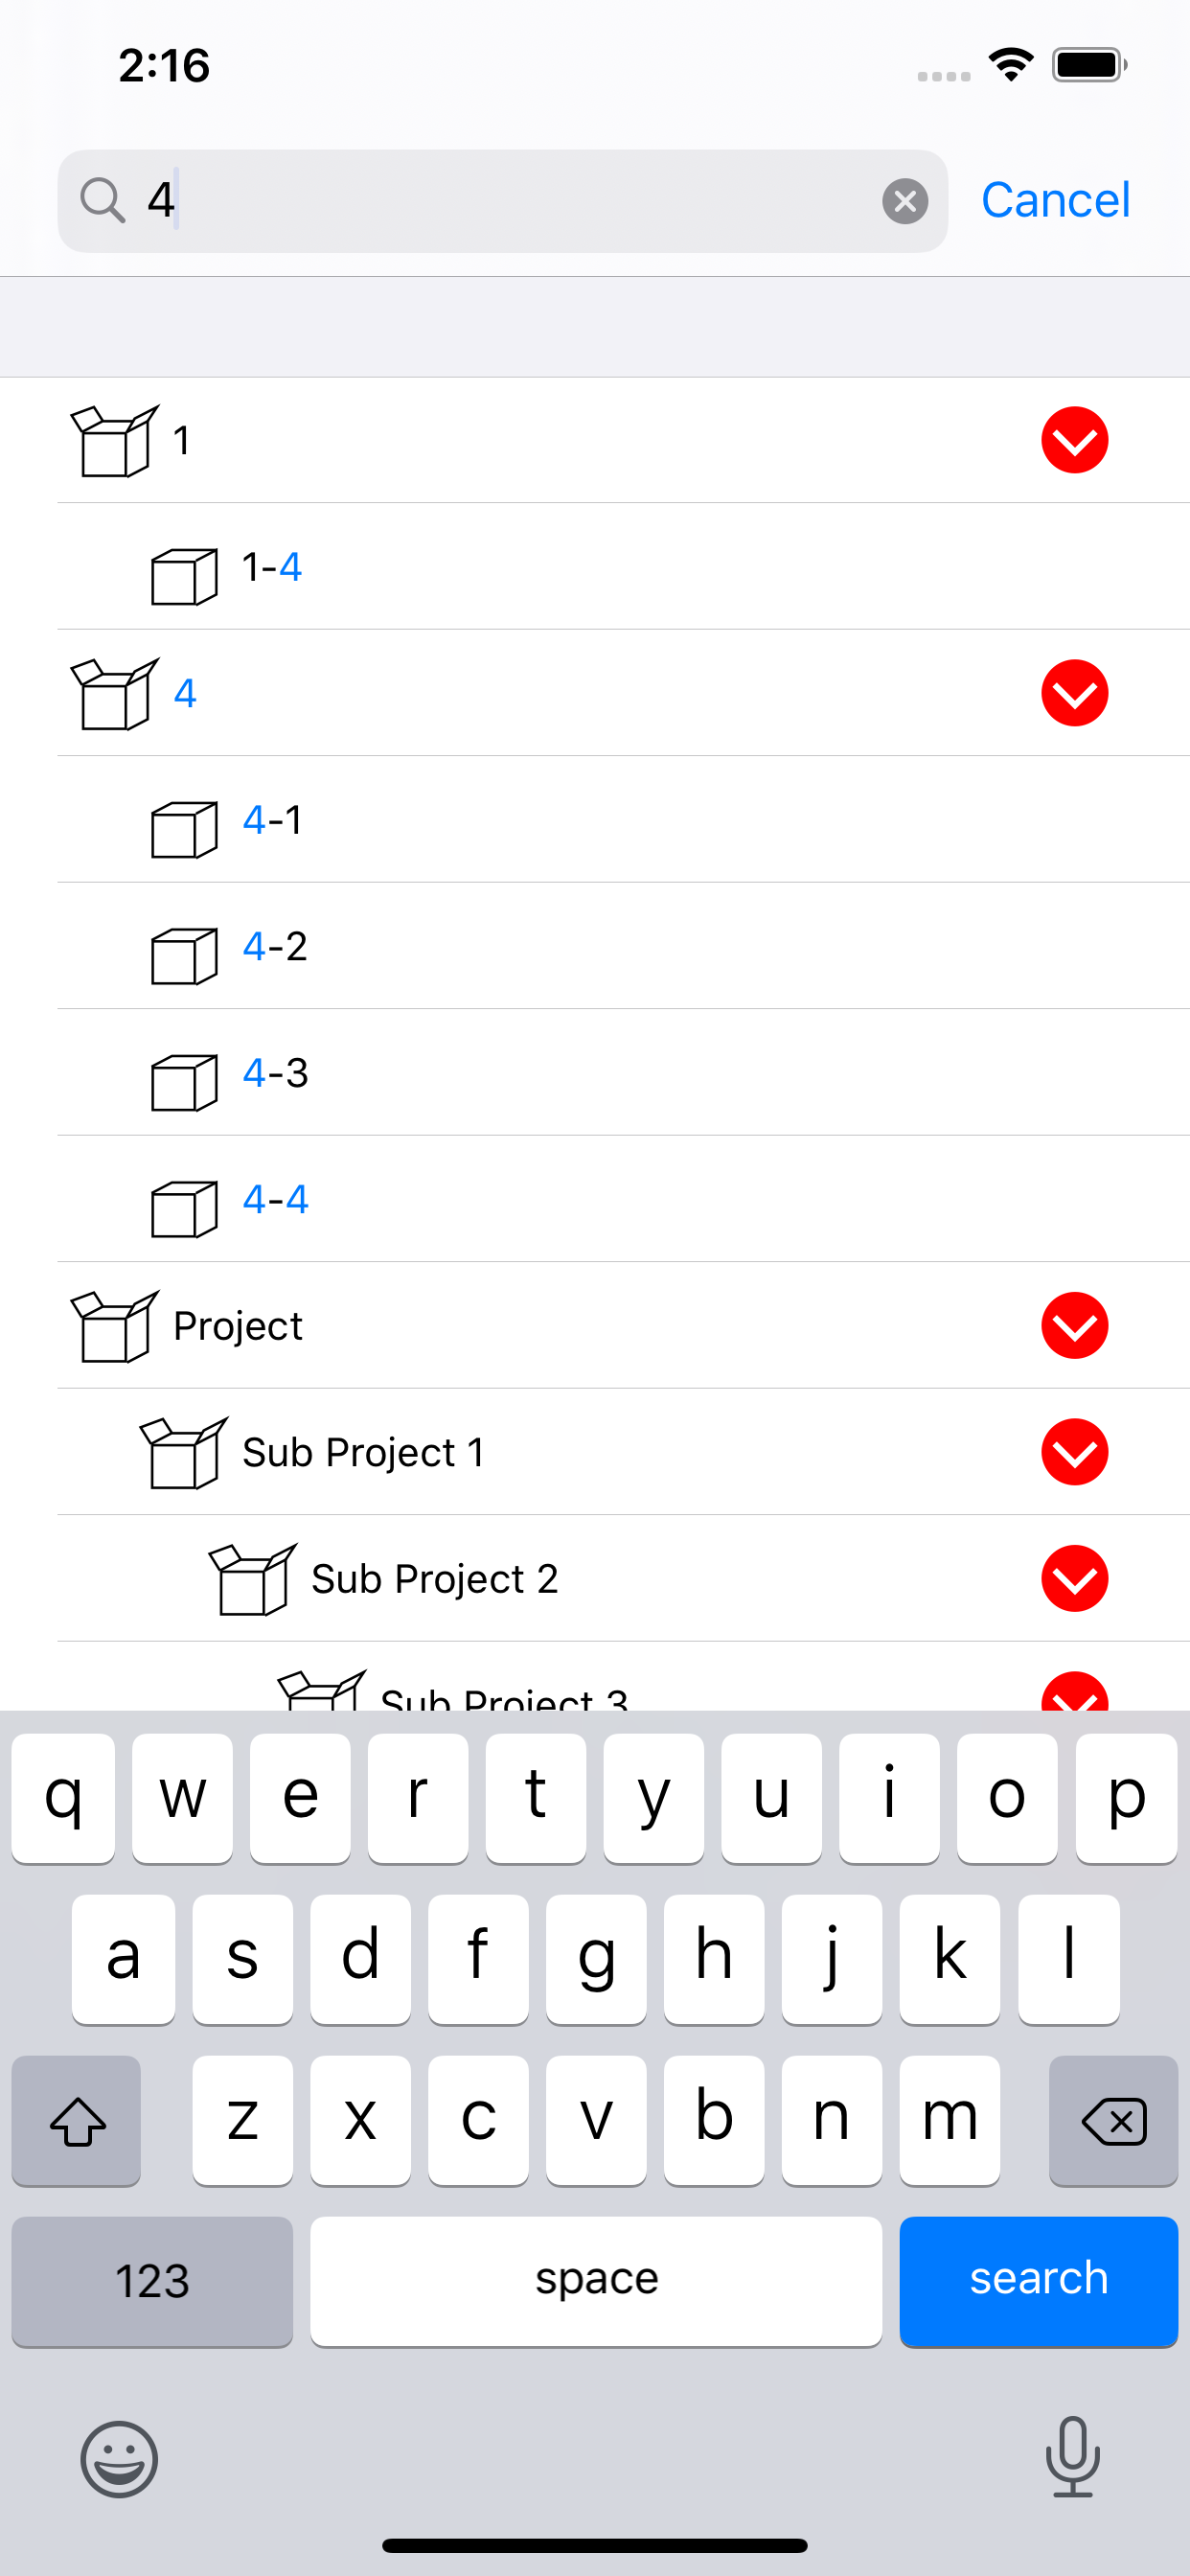 2:16
4
Cancel
1
1-4
4
4-1
4-2
4-3
4-4
Project
Sub Project 1
Sub Project 2
Sub Project 3
q w e r t y u i o p
a s d f g h j k l
z x c v b n m
123 space search